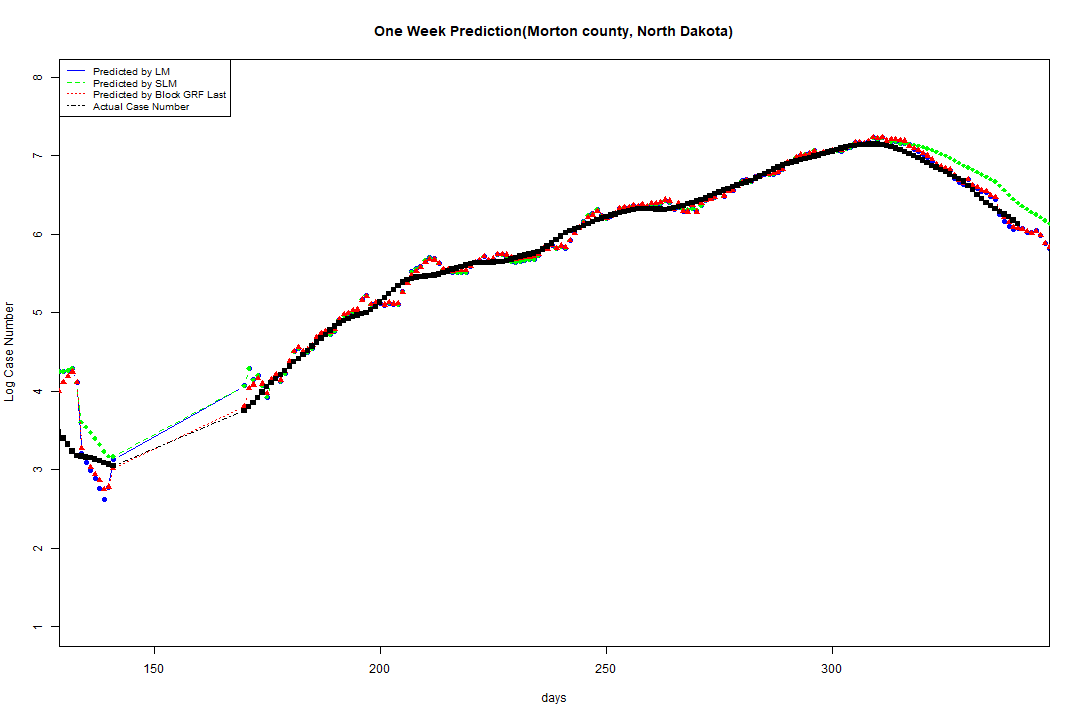 One Week Prediction(Morton county, North Dakota)
Predicted by LM
Predicted by SLM
Predicted by Block GRF Last
Actual Case Number
8
7
6
5
4
3
2
1
Log Case Number
150 200 250 300
days